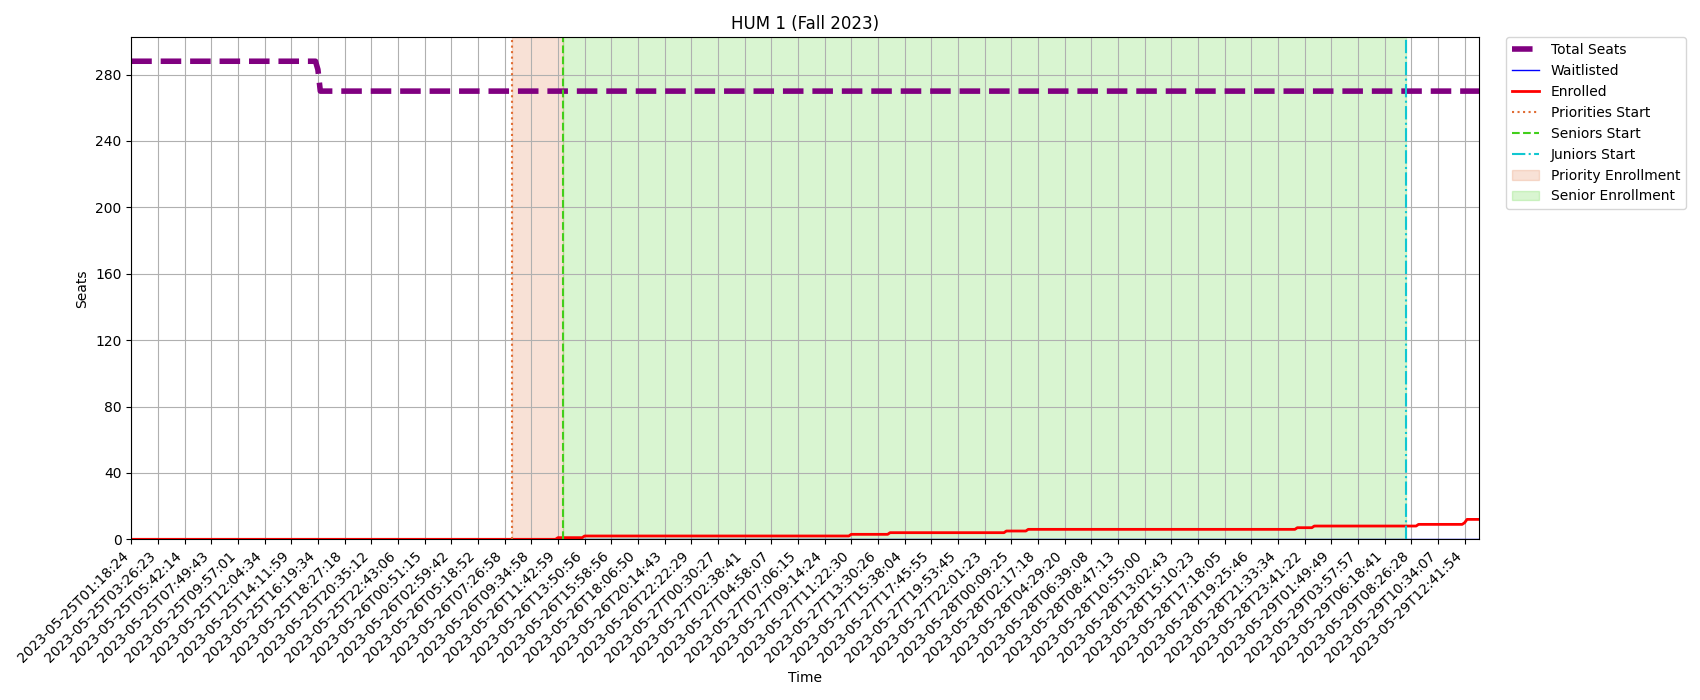 HUM 1 (Fall 2023)
Total Seats
Waitlisted
Enrolled
Priorities Start
Seniors Start
Juniors Start
Priority Enrollment
Senior Enrollment
Seats
280
240
200
160
120
80
40
0
2023-05-25T01:18:24
2023-05-25T03:26:23
2023-05-25T05:42:14
2023-05-25T07:49:43
2023-05-25T09:57:01
2023-05-25T12:04:34
2023-05-25T14:11:59
2023-05-25T16:19:34
2023-05-25T18:27:18
2023-05-25T20:35:12
2023-05-25T22:43:06
2023-05-26T00:51:15
2023-05-26T02:59:42
2023-05-26T05:18:52
2023-05-26T07:26:58
2023-05-26T09:34:58
2023-05-26T11:42:59
2023-05-26T13:50:56
2023-05-26T15:58:56
2023-05-26T18:06:50
2023-05-26T20:14:43
2023-05-26T22:22:29
2023-05-27T00:30:27
2023-05-27T02:38:41
2023-05-27T04:58:07
2023-05-27T07:06:15
2023-05-27T09:14:24
2023-05-27T11:22:30
2023-05-27T13:30:26
2023-05-27T15:38:04
2023-05-27T17:45:55
2023-05-27T19:53:45
2023-05-27T22:01:23
2023-05-28T00:09:25
2023-05-28T02:17:18
2023-05-28T04:29:20
2023-05-28T06:39:08
2023-05-28T08:47:13
2023-05-28T10:55:00
2023-05-28T13:02:43
2023-05-28T15:10:23
2023-05-28T17:18:05
2023-05-28T19:25:46
2023-05-28T21:33:34
2023-05-28T23:41:22
2023-05-29T01:49:49
2023-05-29T03:57:57
2023-05-29T06:18:41
2023-05-29T08:26:28
2023-05-29T10:34:07
2023-05-29T12:41:54
Time